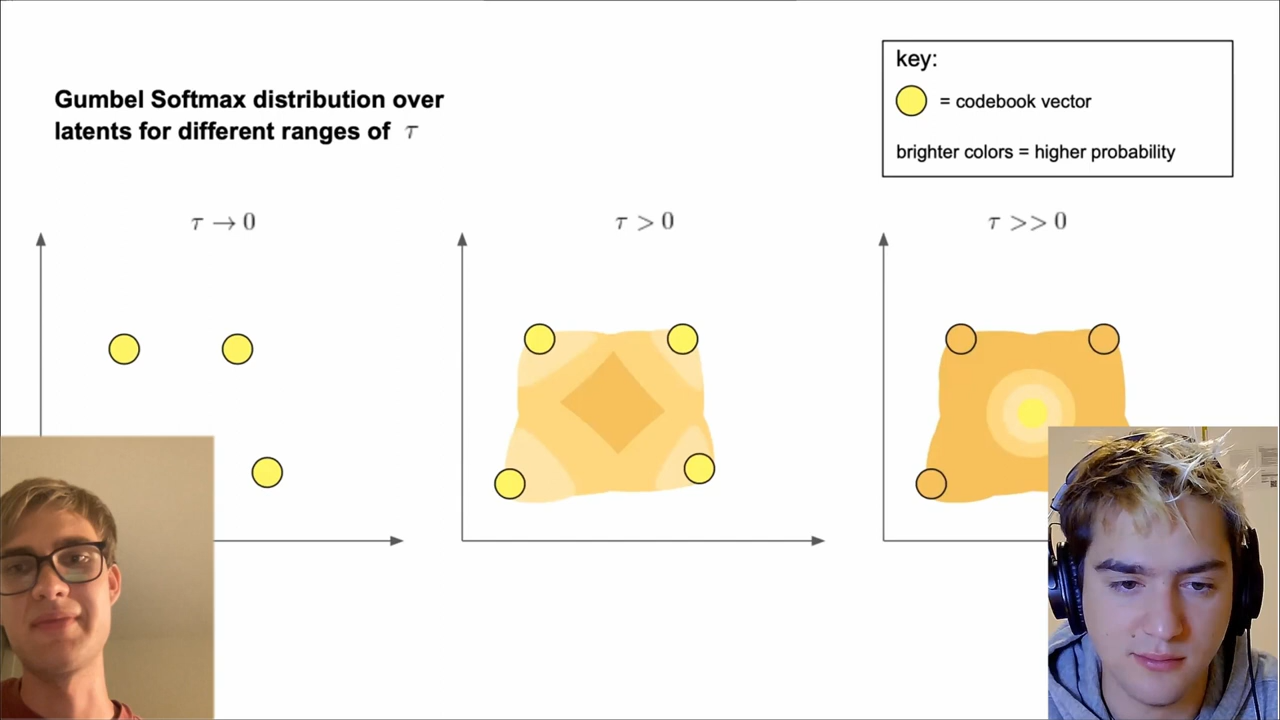 Gumbel Softmax distribution over
latents for different ranges of τ
key:
= codebook vector
brighter colors = higher probability
τ → 0
τ > 0
τ >> 0